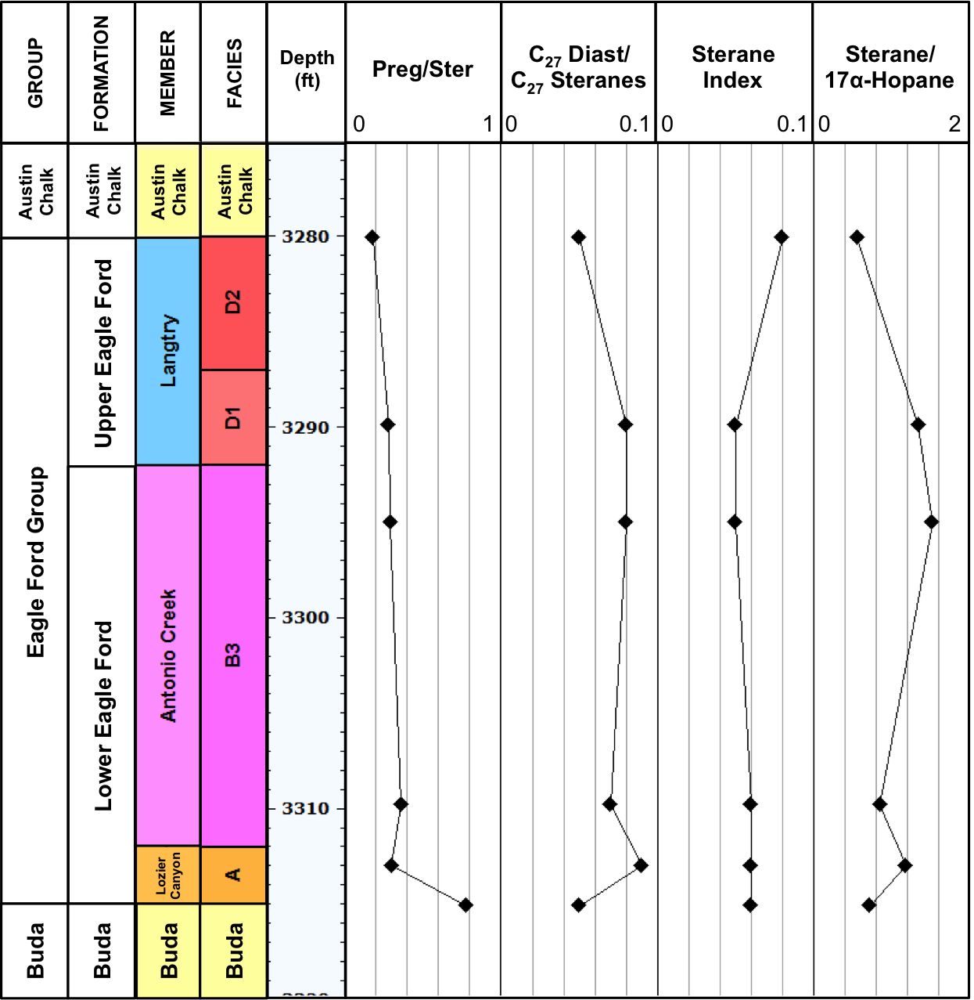 GROUP
FORMATION
MEMBER
FACIES
Depth
(ft)
Preg/Ster
0 1
C27 Diast/
C27 Steranes
0 0.1
Sterane
Index
0 0.1
Sterane/
17α-Hopane
0 2
Austin
Chalk
Austin
Chalk
Austin
Chalk
Austin
Chalk
Eagle Ford Group
Upper Eagle Ford
Lower Eagle Ford
Langtry
Antonio Creek
Lozier
Canyon
D2
D1
B3
A
3280
3290
3300
3310
Buda
Buda
Buda
Buda